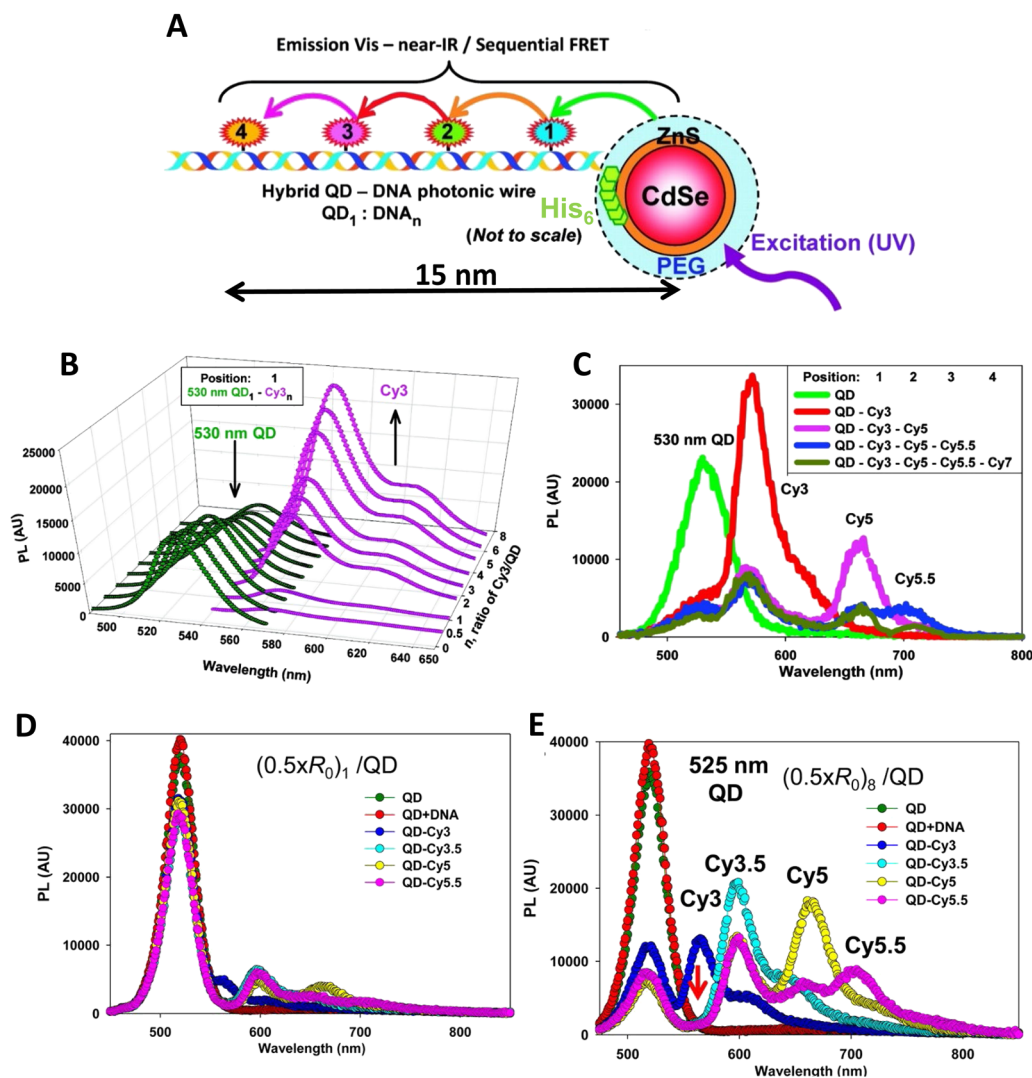 A
Emission Vis – near-IR / Sequential FRET
4 3 2 1
ZnS
CdSe
Hybrid QD – DNA photonic wire
QD1 : DNAn
His6
(Not to scale)
PEG
Excitation (UV)
15 nm
B
Position: 1
530 nm QD1 - Cy3n
530 nm QD
Cy3
PL (AU)
25000
20000
15000
10000
5000
0
500 520 540 560 580 600 620 640 650
Wavelength (nm)
0 0.5 1 2 3 4 5 6 8
n, ratio of Cy3/QD
C
Position: 1 2 3 4
QD
QD - Cy3
QD - Cy3 - Cy5
QD - Cy3 - Cy5 - Cy5.5
QD - Cy3 - Cy5 - Cy5.5 - Cy7
530 nm QD
Cy3
Cy5
Cy5.5
PL (AU)
30000
20000
10000
0
500 600 700 800
Wavelength (nm)
D
(0.5xR0)1 /QD
QD
QD+DNA
QD-Cy3
QD-Cy3.5
QD-Cy5
QD-Cy5.5
PL (AU)
40000
30000
20000
10000
0
500 600 700 800
Wavelength (nm)
E
525 nm
QD
(0.5xR0)8 /QD
QD
QD+DNA
QD-Cy3
QD-Cy3.5
QD-Cy5
QD-Cy5.5
Cy3
Cy3.5
Cy5
Cy5.5
PL (AU)
40000
30000
20000
10000
0
500 600 700 800
Wavelength (nm)